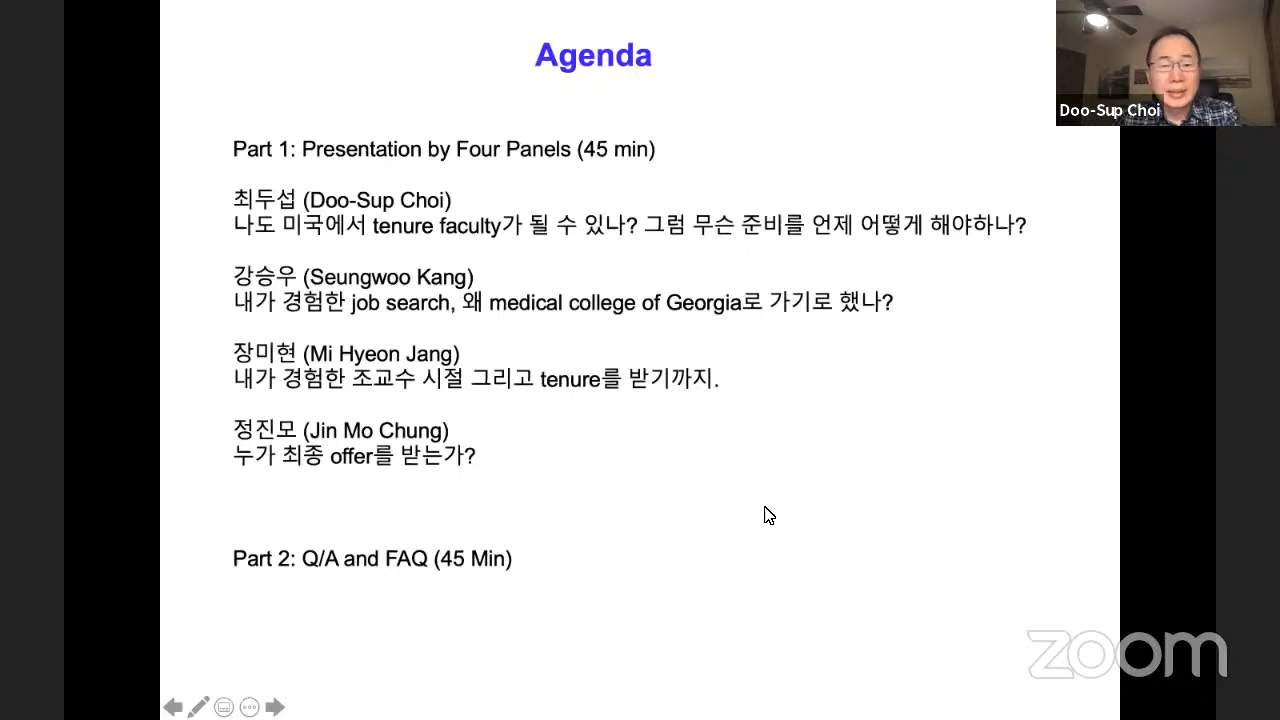 Agenda
Doo-Sup Choi
Part 1: Presentation by Four Panels (45 min)
최두섭 (Doo-Sup Choi)
나도 미국에서 tenure faculty가 될 수 있나? 그럼 무슨 준비를 언제 어떻게 해야하나?
강승우 (Seungwoo Kang)
내가 경험한 job search, 왜 medical college of Georgia로 가기로 했나?
장미현 (Mi Hyeon Jang)
내가 경험한 조교수 시절 그리고 tenure를 받기까지.
정진모 (Jin Mo Chung)
누가 최종 offer를 받는가?
Part 2: Q/A and FAQ (45 Min)
zoom